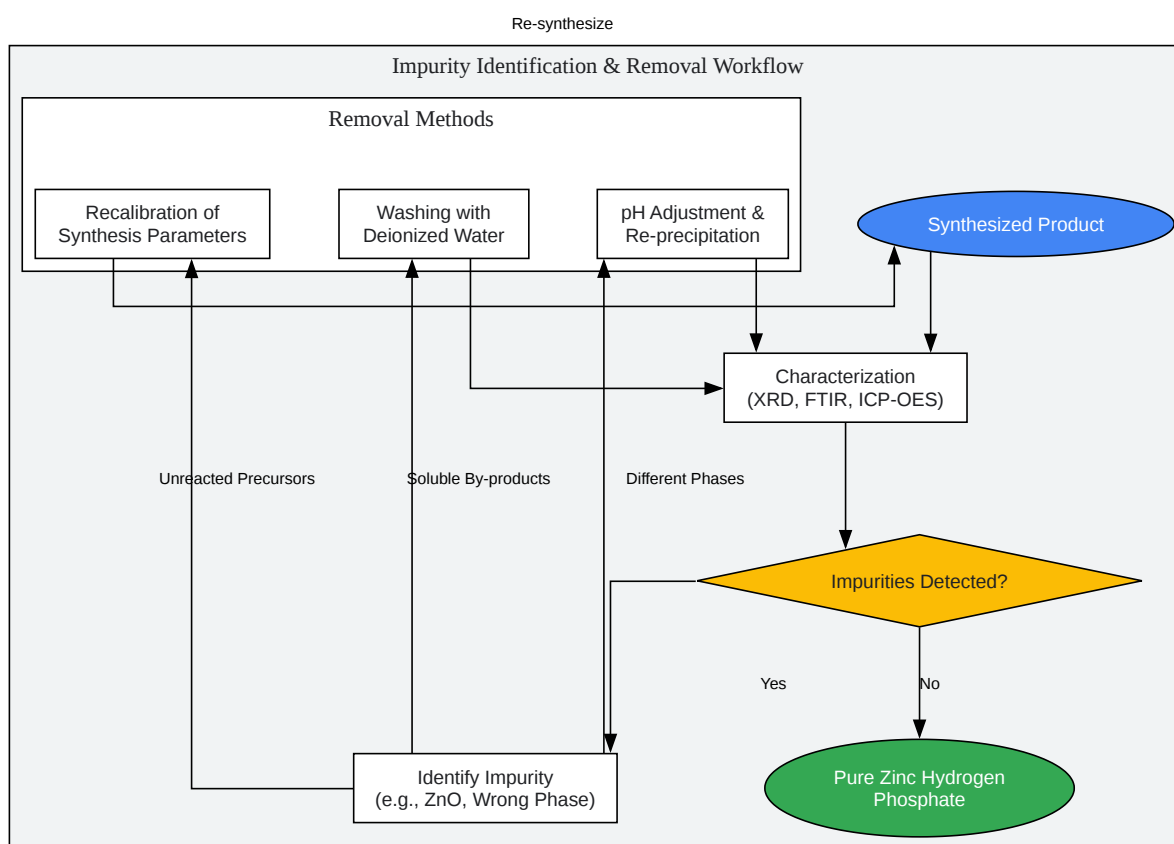 Re-synthesize
Impurity Identification & Removal Workflow
Removal Methods
Recalibration of
Synthesis Parameters
Washing with
Deionized Water
pH Adjustment &
Re-precipitation
Synthesized Product
Characterization
(XRD, FTIR, ICP-OES)
Unreacted Precursors
Soluble By-products
Different Phases
Impurities Detected?
Yes
No
Identify Impurity
(e.g., ZnO, Wrong Phase)
Pure Zinc Hydrogen
Phosphate